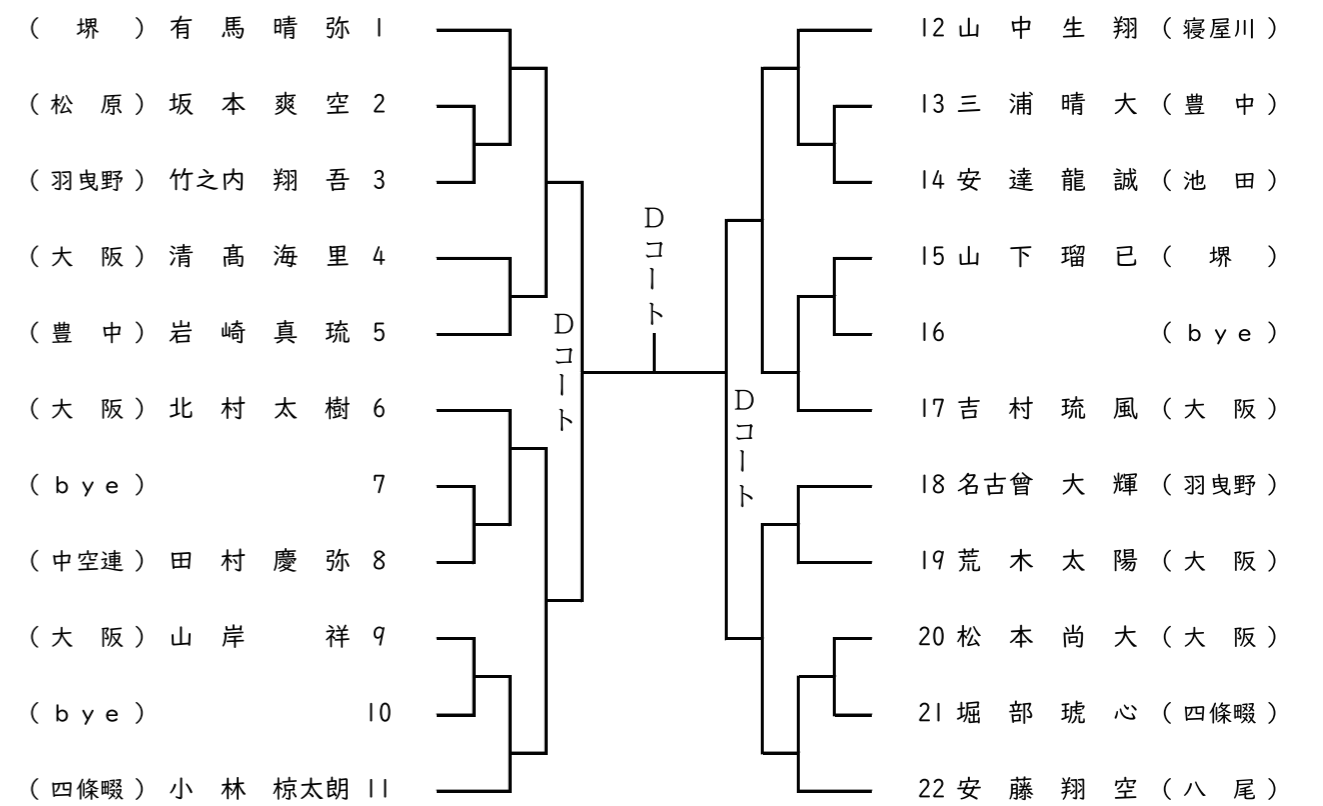 (堺) 有馬晴弥 1
(松原) 坂本爽空 2
(羽曳野) 竹之内翔吾 3
(大阪) 清髙海里 4
(豊中) 岩崎真琉 5
(大阪) 北村太樹 6
(bye) 7
(中空連) 田村慶弥 8
(大阪) 山岸祥 9
(bye) 10
(四條畷) 小林椋太朗 11
Dコート
Dコート
Dコート
12 山中生翔 (寝屋川)
13 三浦晴大 (豊中)
14 安達龍誠 (池田)
15 山下瑠已 (堺)
16 (bye)
17 吉村琉風 (大阪)
18 名古曾大輝 (羽曳野)
19 荒木太陽 (大阪)
20 松本尚大 (大阪)
21 堀部琥心 (四條畷)
22 安藤翔空 (八尾)